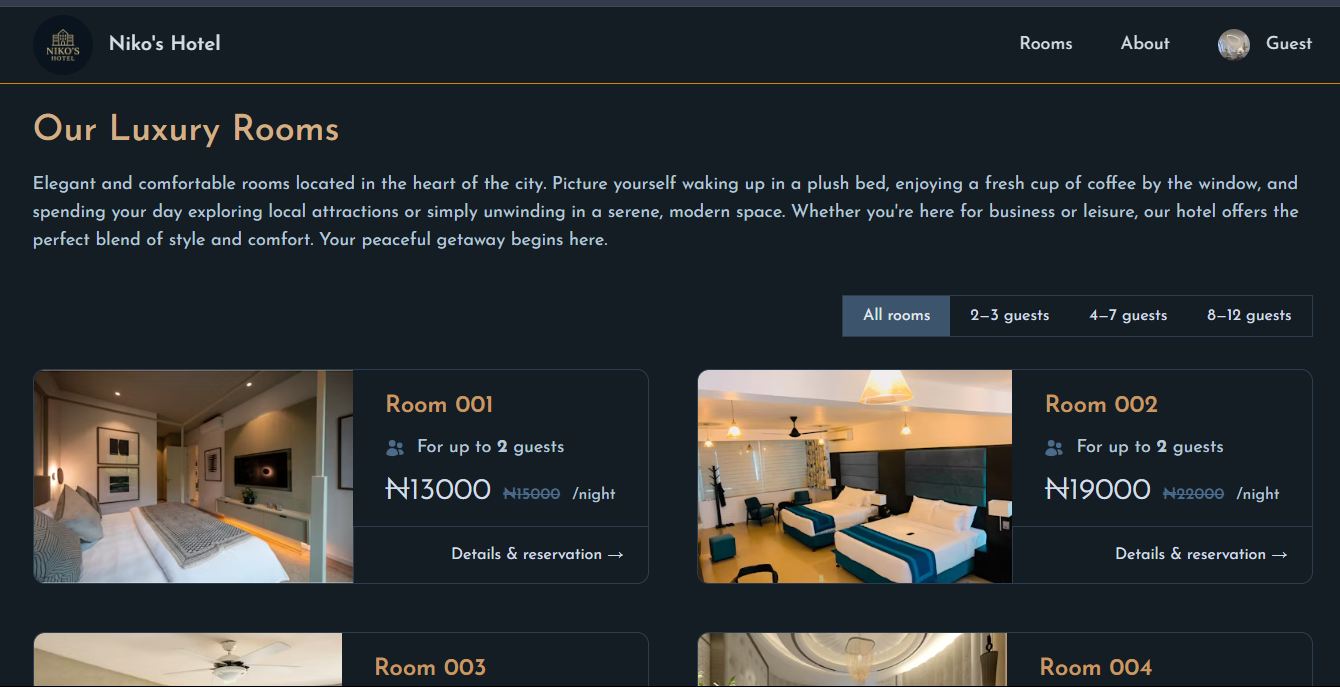 NIKO'S
HOTEL
Niko's Hotel
Rooms
About
Guest
Our Luxury Rooms
Elegant and comfortable rooms located in the heart of the city. Picture yourself waking up in a plush bed, enjoying a fresh cup of coffee by the window, and
spending your day exploring local attractions or simply unwinding in a serene, modern space. Whether you're here for business or leisure, our hotel offers the
perfect blend of style and comfort. Your peaceful getaway begins here.
All rooms
2–3 guests
4–7 guests
8–12 guests
Room 001
For up to 2 guests
₦13000 ₦15000 /night
Details & reservation →
Room 002
For up to 2 guests
₦19000 ₦22000 /night
Details & reservation →
Room 003
Room 004